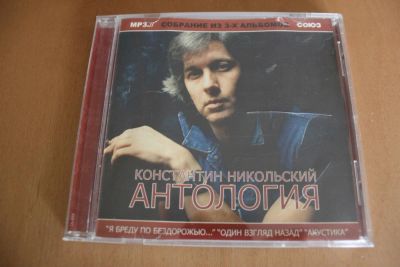 MP3 СОБРАНИЕ ИЗ 3-Х АЛЬБОМОВ СОЮЗ
КОНСТАНТИН НИКОЛЬСКИЙ
АНТОЛОГИЯ
"Я БРЕДУ ПО БЕЗДОРОЖЬЮ..." "ОДИН ВЗГЛЯД НАЗАД" "АКУСТИКА"